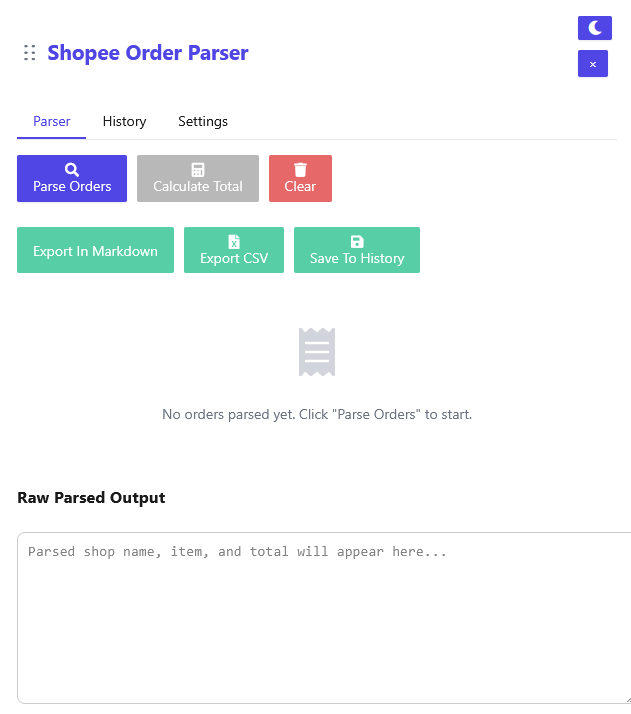 Shopee Order Parser
×
Parser
History
Settings
Parse Orders
Calculate Total
Clear
Export In Markdown
Export CSV
Save To History
No orders parsed yet. Click "Parse Orders" to start.
Raw Parsed Output
Parsed shop name, item, and total will appear here...